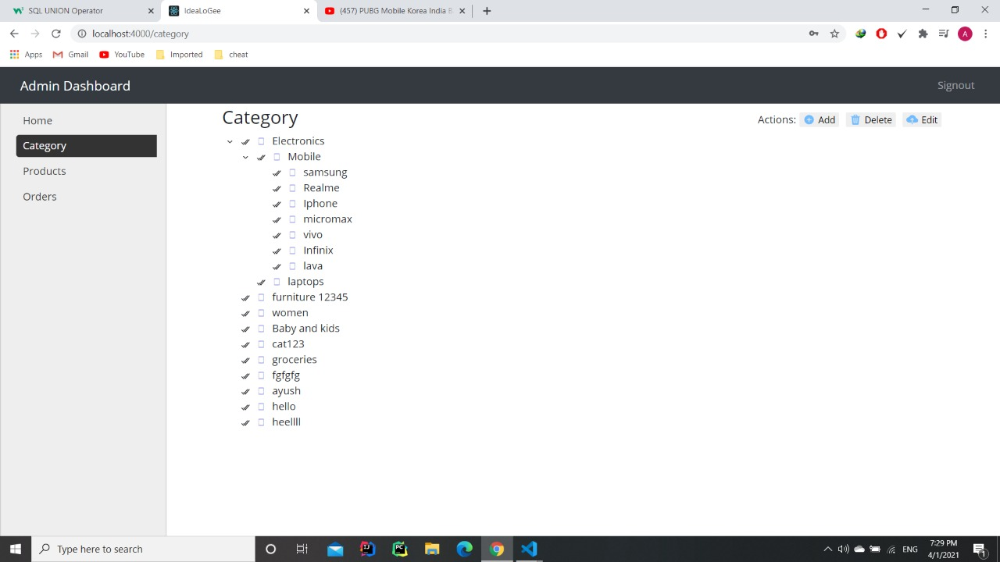 SQL UNION Operator
IdeaLoGee
(457) PUBG Mobile Korea India B
localhost:4000/category
A
Apps Gmail YouTube Imported cheat
Admin Dashboard Signout
Home
Category
Products
Orders
Category
Actions: Add Delete Edit
Electronics
Mobile
samsung
Realme
Iphone
micromax
vivo
Infinix
lava
laptops
furniture 12345
women
Baby and kids
cat123
groceries
fgfgfg
ayush
hello
heellll
Type here to search
ENG
7:29 PM
4/1/2021
1